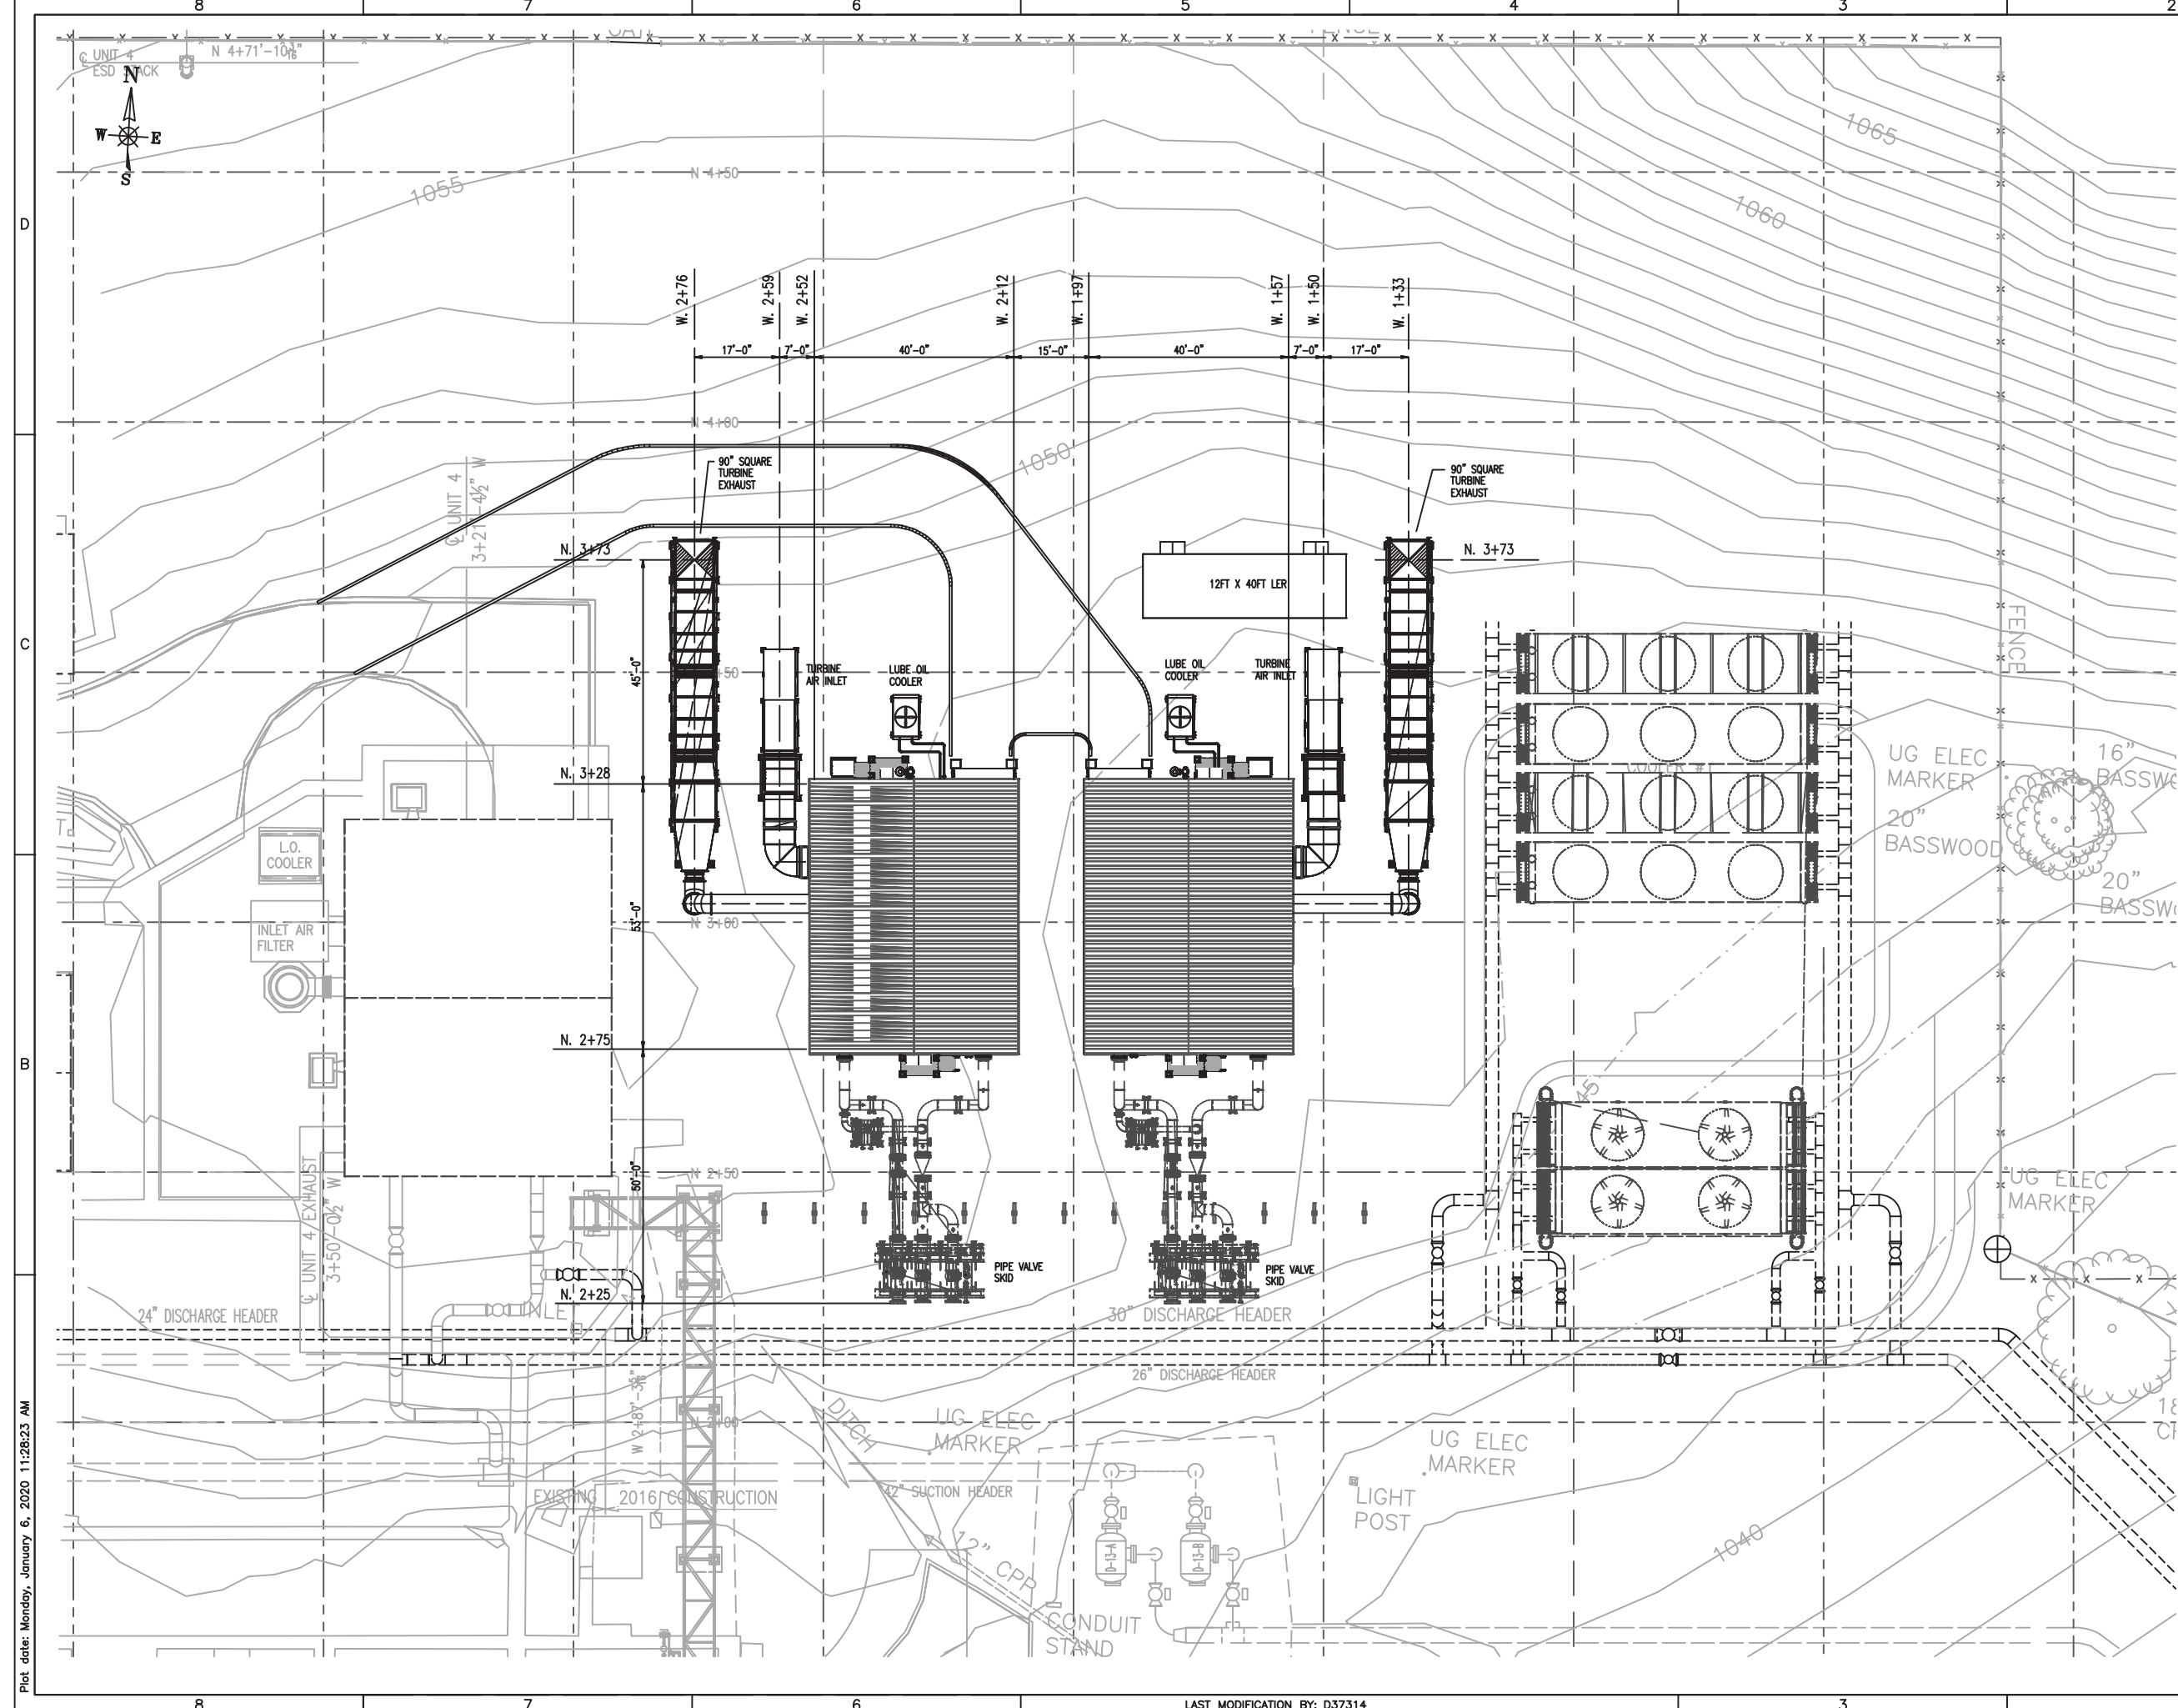 8
7
6
5
4
3
2
℄ UNIT 4
ESD STACK
N 4+71'-10 3/16"
N
W
E
S
D
C
B
1055
1065
1060
1050
1045
1040
N 4+50
N 4+00
N 3+00
N 2+50
N 2+00
W. 2+76
W. 2+59
W. 2+52
W. 2+12
W. 1+97
W. 1+57
W. 1+50
W. 1+33
17'-0"
7'-0"
40'-0"
15'-0"
40'-0"
7'-0"
17'-0"
℄ UNIT 4
3+21'-4½" W
90" SQUARE
TURBINE
EXHAUST
90" SQUARE
TURBINE
EXHAUST
N. 3+73
N. 3+73
12FT X 40FT LER
FENCE
45'-0"
TURBINE
AIR INLET
LUBE OIL
COOLER
LUBE OIL
COOLER
TURBINE
AIR INLET
N. 3+28
UG ELEC
MARKER
16"
20"
BASSWOOD
20"
L.O.
COOLER
INLET AIR
FILTER
53'-0"
N. 2+75
50'-0"
℄ UNIT 4 EXHAUST
3+50'-0½" W
UG ELEC
MARKER
PIPE VALVE
SKID
PIPE VALVE
SKID
N. 2+25
24" DISCHARGE HEADER
30" DISCHARGE HEADER
26" DISCHARGE HEADER
DITCH
UG ELEC
MARKER
UG ELEC
MARKER
EXISTING 2016 CONSTRUCTION
42" SUCTION HEADER
LIGHT
POST
12" CPP
CONDUIT
STAND
Plot date: Monday, January 6, 2020 11:28:23 AM
8
7
6
3
LAST MODIFICATION BY: D37314